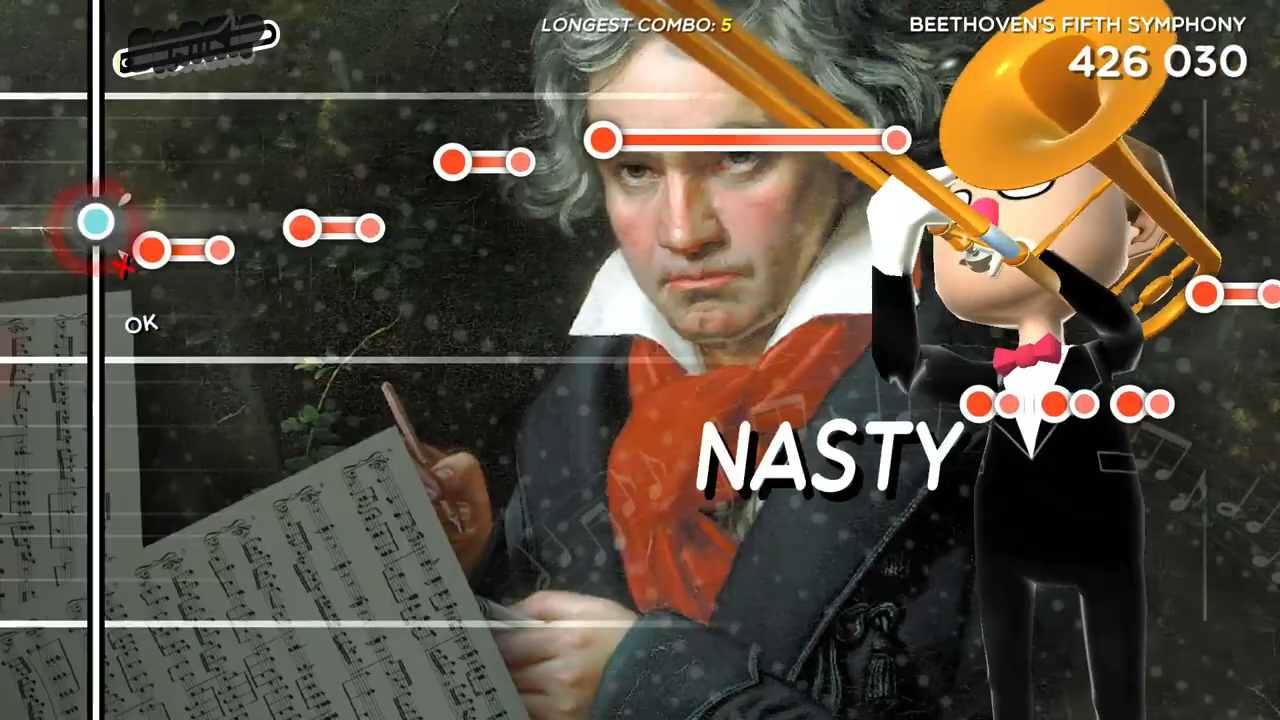 LONGEST COMBO: 5
BEETHOVEN'S FIFTH SYMPHONY
426 030
OK
NASTY